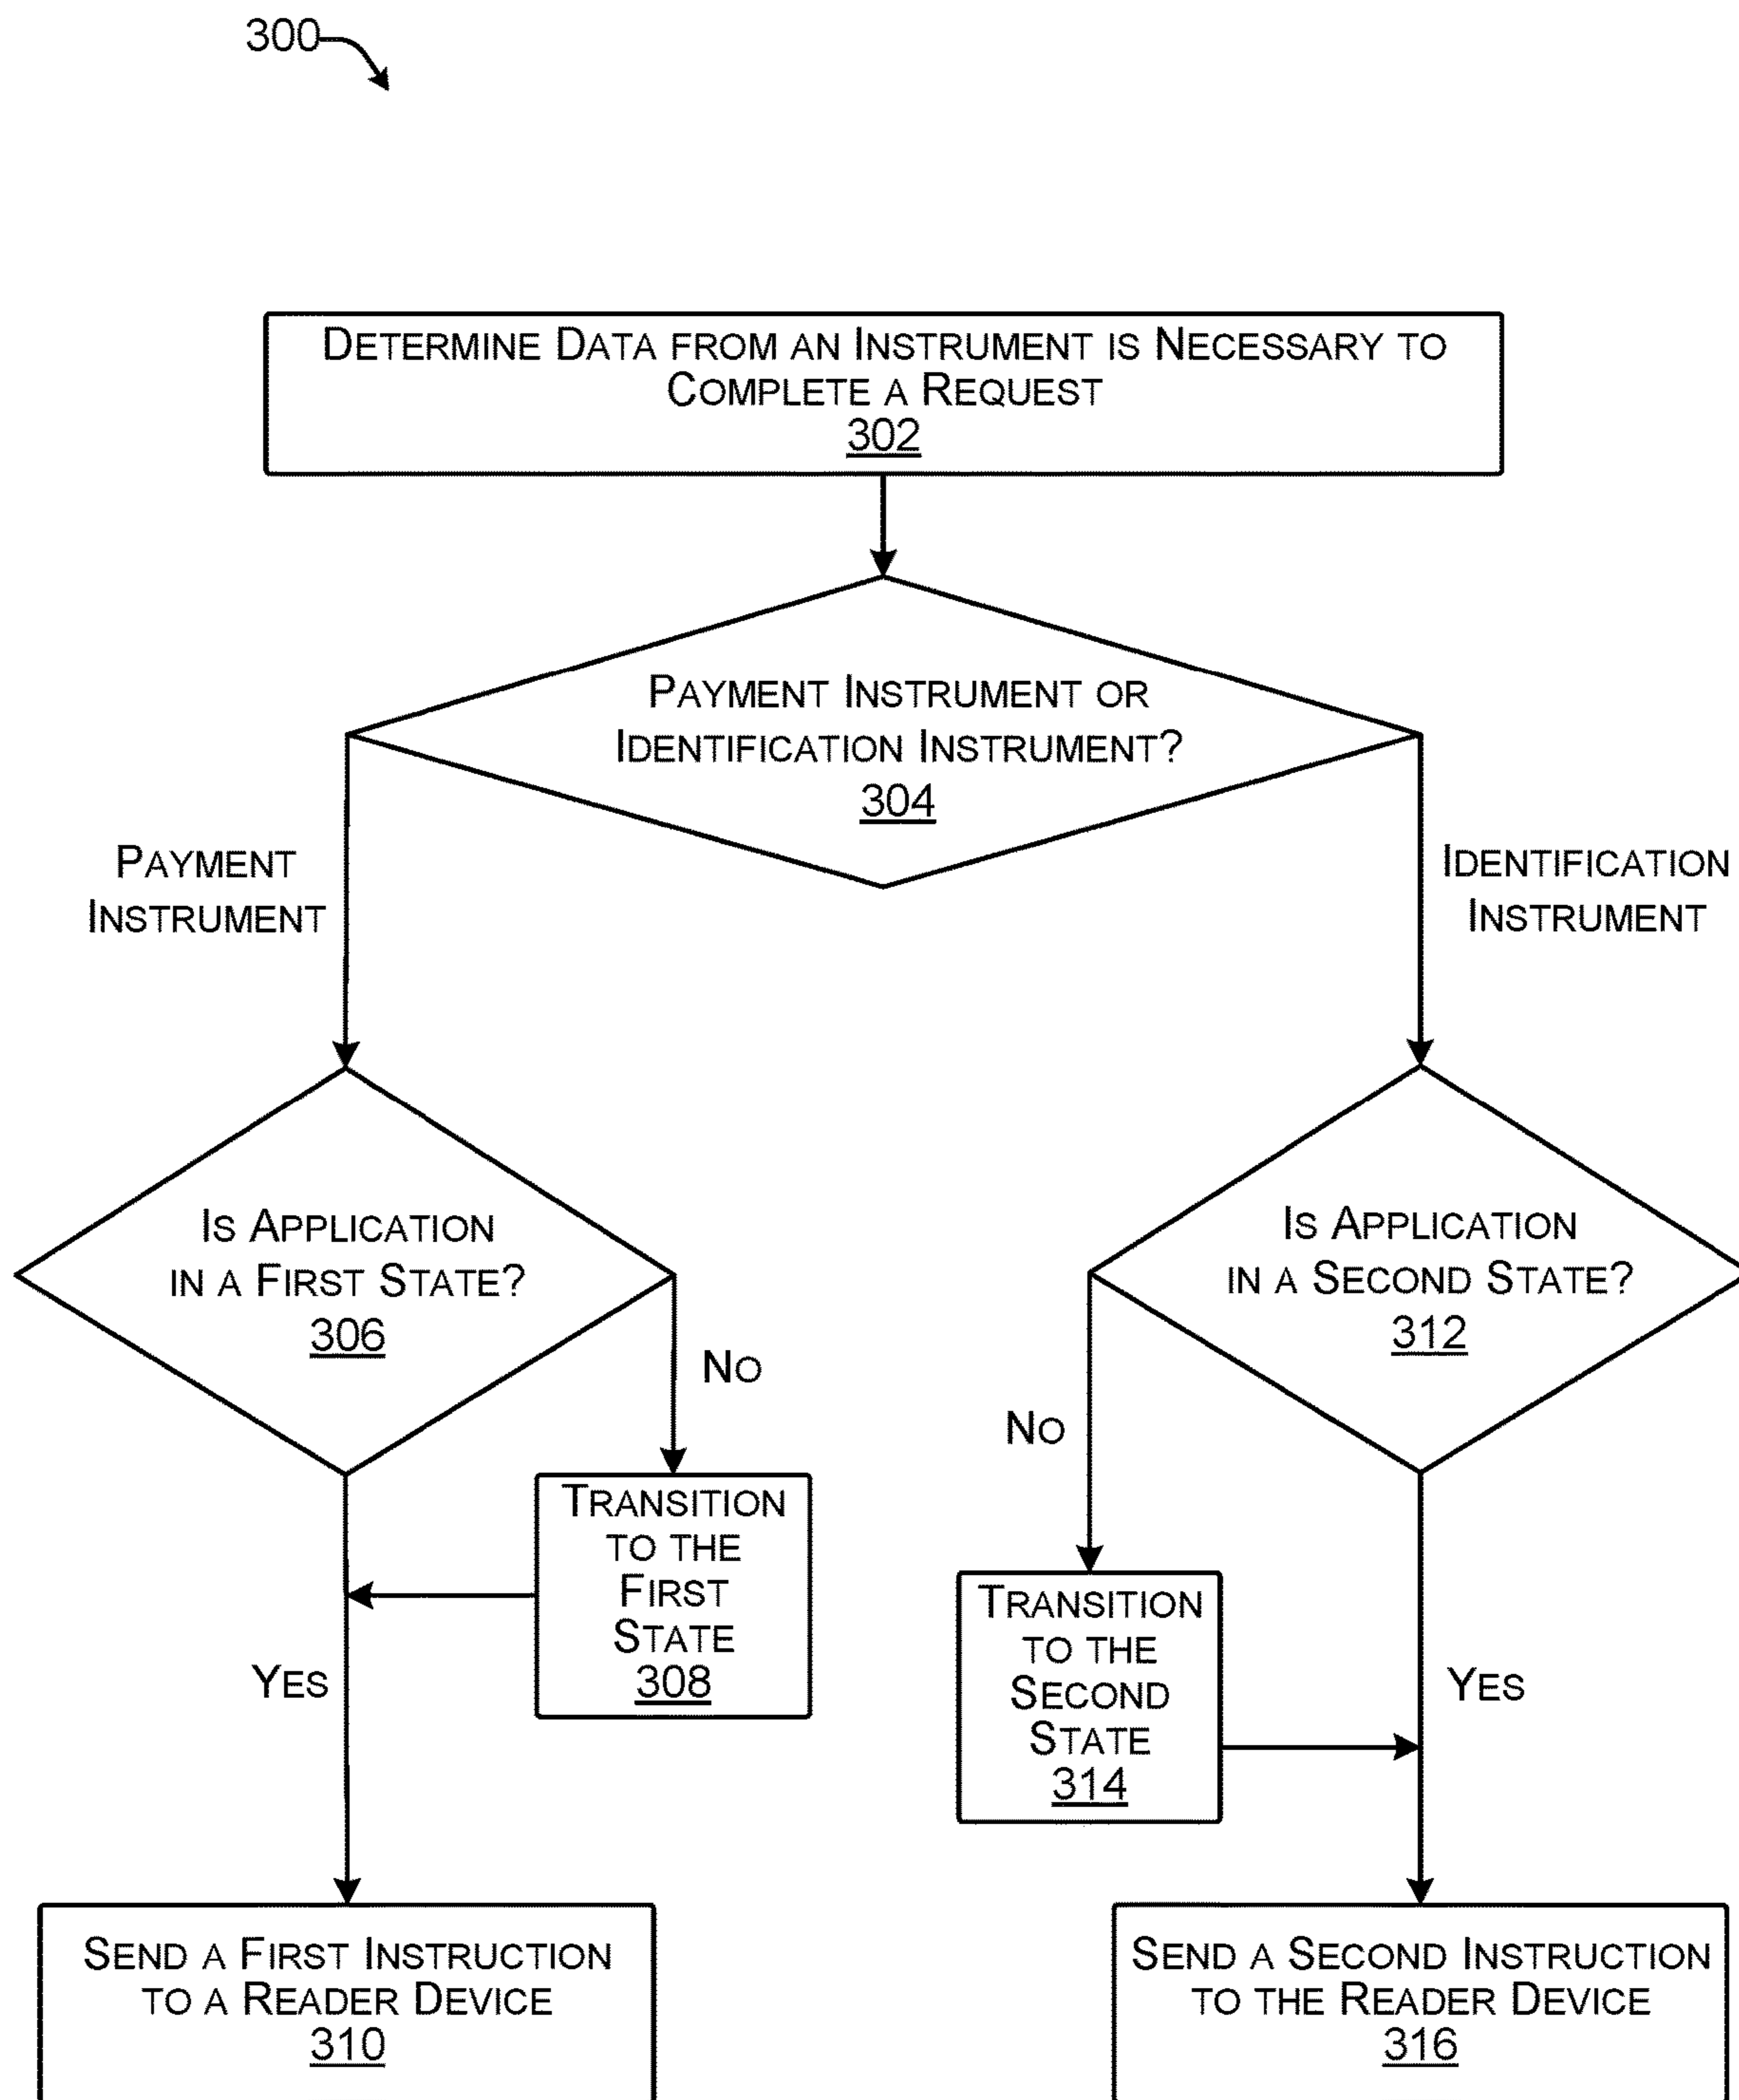 300
DETERMINE DATA FROM AN INSTRUMENT IS NECESSARY TO
COMPLETE A REQUEST
302
PAYMENT INSTRUMENT OR
IDENTIFICATION INSTRUMENT?
304
PAYMENT
INSTRUMENT
IDENTIFICATION
INSTRUMENT
IS APPLICATION
IN A FIRST STATE?
306
NO
TRANSITION
TO THE
FIRST
STATE
308
YES
SEND A FIRST INSTRUCTION
TO A READER DEVICE
310
IS APPLICATION
IN A SECOND STATE?
312
NO
TRANSITION
TO THE
SECOND
STATE
314
YES
SEND A SECOND INSTRUCTION
TO THE READER DEVICE
316